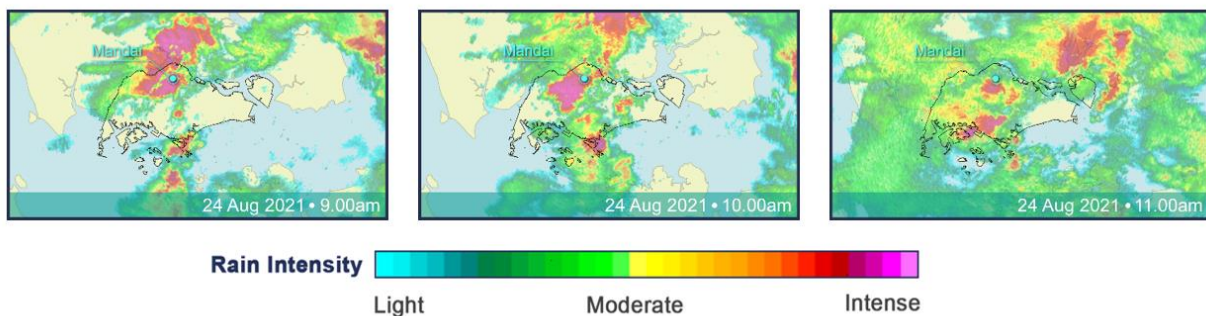 Mandai
24 Aug 2021 • 9.00am
Mandai
24 Aug 2021 • 10.00am
Mandai
24 Aug 2021 • 11.00am
Rain Intensity
Light Moderate Intense